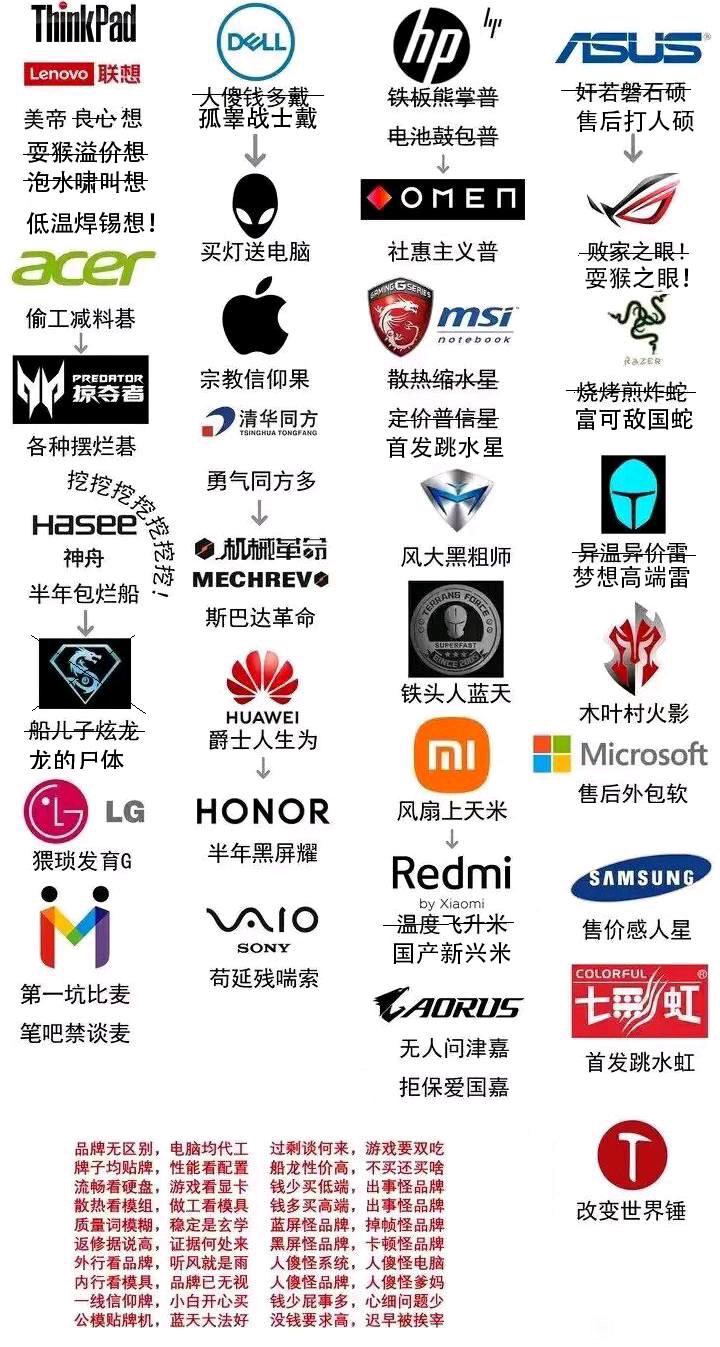 ThinkPad
Lenovo 联想
美帝良心想
耍猴溢价想
泡水啸叫想
低温焊锡想！
acer
偷工减料碁
PREDATOR
掠夺者
各种摆烂碁
挖挖挖挖挖挖挖挖！
Hasee
神舟
半年包烂船
船儿子炫龙
龙的尸体
LG
猥琐发育G
第一坑比麦
笔吧禁谈麦
DELL
人傻钱多戴
孤睾战士戴
买灯送电脑
宗教信仰果
清华同方
TSINGHUA TONGFANG
勇气同方多
机械革命
MECHREVO
斯巴达革命
HUAWEI
爵士人生为
HONOR
半年黑屏耀
VAIO
SONY
苟延残喘索
hp hp
铁板熊掌普
电池鼓包普
OMEN
社惠主义普
GAMING G SERIES
msi
notebook
散热缩水星
定价普信星
首发跳水星
风大黑粗师
TERRANS FORCE
SUPERFAST
SINCE 2005
铁头人蓝天
mi
风扇上天米
Redmi
by Xiaomi
温度飞升米
国产新兴米
AORUS
无人问津嘉
拒保爱国嘉
ASUS®
奸若磐石硕
售后打人硕
败家之眼！
耍猴之眼！
RAZER
烧烤煎炸蛇
富可敌国蛇
异温异价雷
梦想高端雷
木叶村火影
Microsoft
售后外包软
SAMSUNG
售价感人星
COLORFUL ®
七彩虹
首发跳水虹
T
改变世界锤
品牌无区别，电脑均代工
牌子均贴牌，性能看配置
流畅看硬盘，游戏看显卡
散热看模组，做工看模具
质量词模糊，稳定是玄学
返修据说高，证据何处来
外行看品牌，听风就是雨
内行看模具，品牌已无视
一线信仰牌，小白开心买
公模贴牌机，蓝天大法好
过剩谈何来，游戏要双吃
船龙性价高，不买还买啥
钱少买低端，出事怪品牌
钱多买高端，出事怪品牌
蓝屏怪品牌，掉帧怪品牌
黑屏怪品牌，卡顿怪品牌
人傻怪系统，人傻怪电脑
人傻怪品牌，人傻怪爹妈
钱少屁事多，心细问题少
没钱要求高，迟早被挨宰